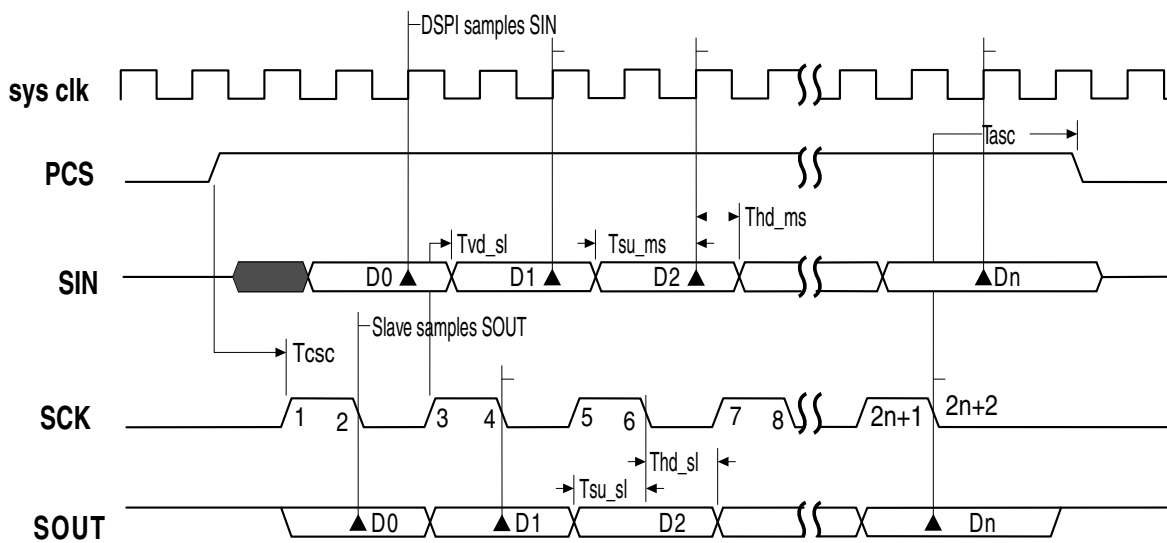 DSPI samples SIN
sys clk
Tasc
PCS
Thd_ms
Tvd_sl
Tsu_ms
SIN
D0
D1
D2
Dn
Slave samples SOUT
Tcsc
SCK
1
2
3
4
5
6
7
8
2n+1
2n+2
Thd_sl
Tsu_sl
SOUT
D0
D1
D2
Dn